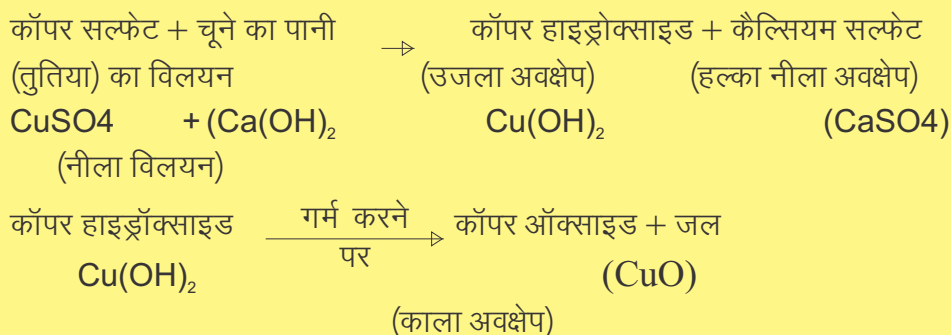 कॉपर सल्फेट + चूने का पानी → कॉपर हाइड्रोक्साइड + कैल्सियम सल्फेट
(तुतिया) का विलयन (उजला अवक्षेप) (हल्का नीला अवक्षेप)
CuSO4 + (Ca(OH)₂ Cu(OH)₂ (CaSO4)
(नीला विलयन)
कॉपर हाइड्रॉक्साइड गर्म करने पर → कॉपर ऑक्साइड + जल
Cu(OH)₂ (CuO)
(काला अवक्षेप)